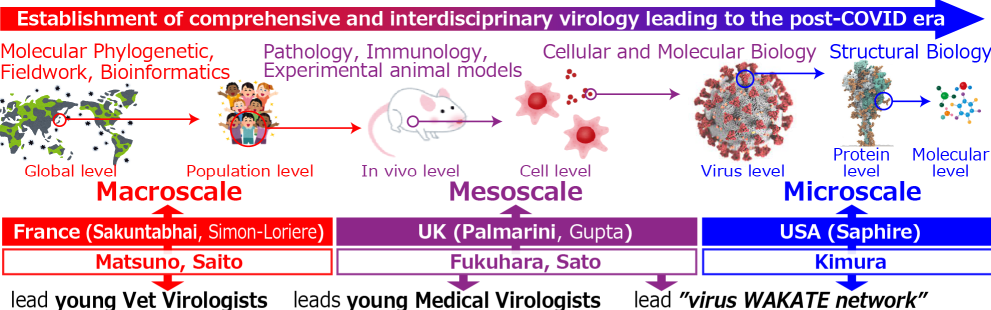 Establishment of comprehensive and interdisciprinary virology leading to the post-COVID era
Molecular Phylogenetic,
Fieldwork, Bioinformatics
Pathology, Immunology,
Experimental animal models
Cellular and Molecular Biology
Structural Biology
Global level
Population level
In vivo level
Cell level
Virus level
Protein
level
Molecular
level
Macroscale
Mesoscale
Microscale
France (Sakuntabhai, Simon-Loriere)
UK (Palmarini, Gupta)
USA (Saphire)
Matsuno, Saito
Fukuhara, Sato
Kimura
lead young Vet Virologists
leads young Medical Virologists
lead ”virus WAKATE network”